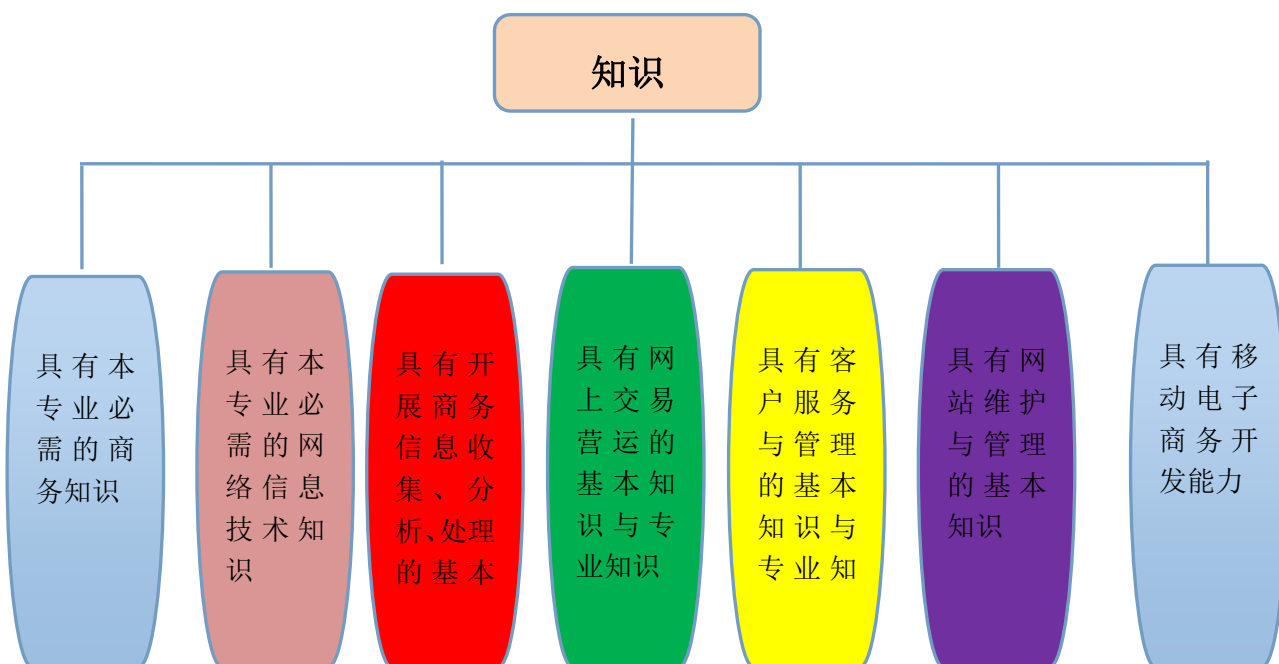 知识
具有本
专业必
需的商
务知识
具有本
专业必
需的网
络信息
技术知
识
具有开
展商务
信息收
集、分
析、处理
的基本
具有网
上交易
营运的
基本知
识与专
业知识
具有客
户服务
与管理
的基本
知识与
专业知
具有网
站维护
与管理
的基本
知识
具有移
动电子
商务开
发能力